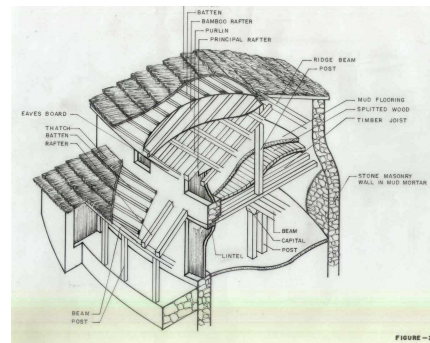 BATTEN
BAMBOO RAFTER
PURLIN
PRINCIPAL RAFTER
RIDGE BEAM
POST
MUD FLOORING
SPLITTED WOOD
TIMBER JOIST
EAVES BOARD
THATCH
BATTEN
RAFTER
STONE MASONRY
WALL IN MUD MORTAR
BEAM
CAPITAL
POST
LINTEL
BEAM
POST
FIGURE –